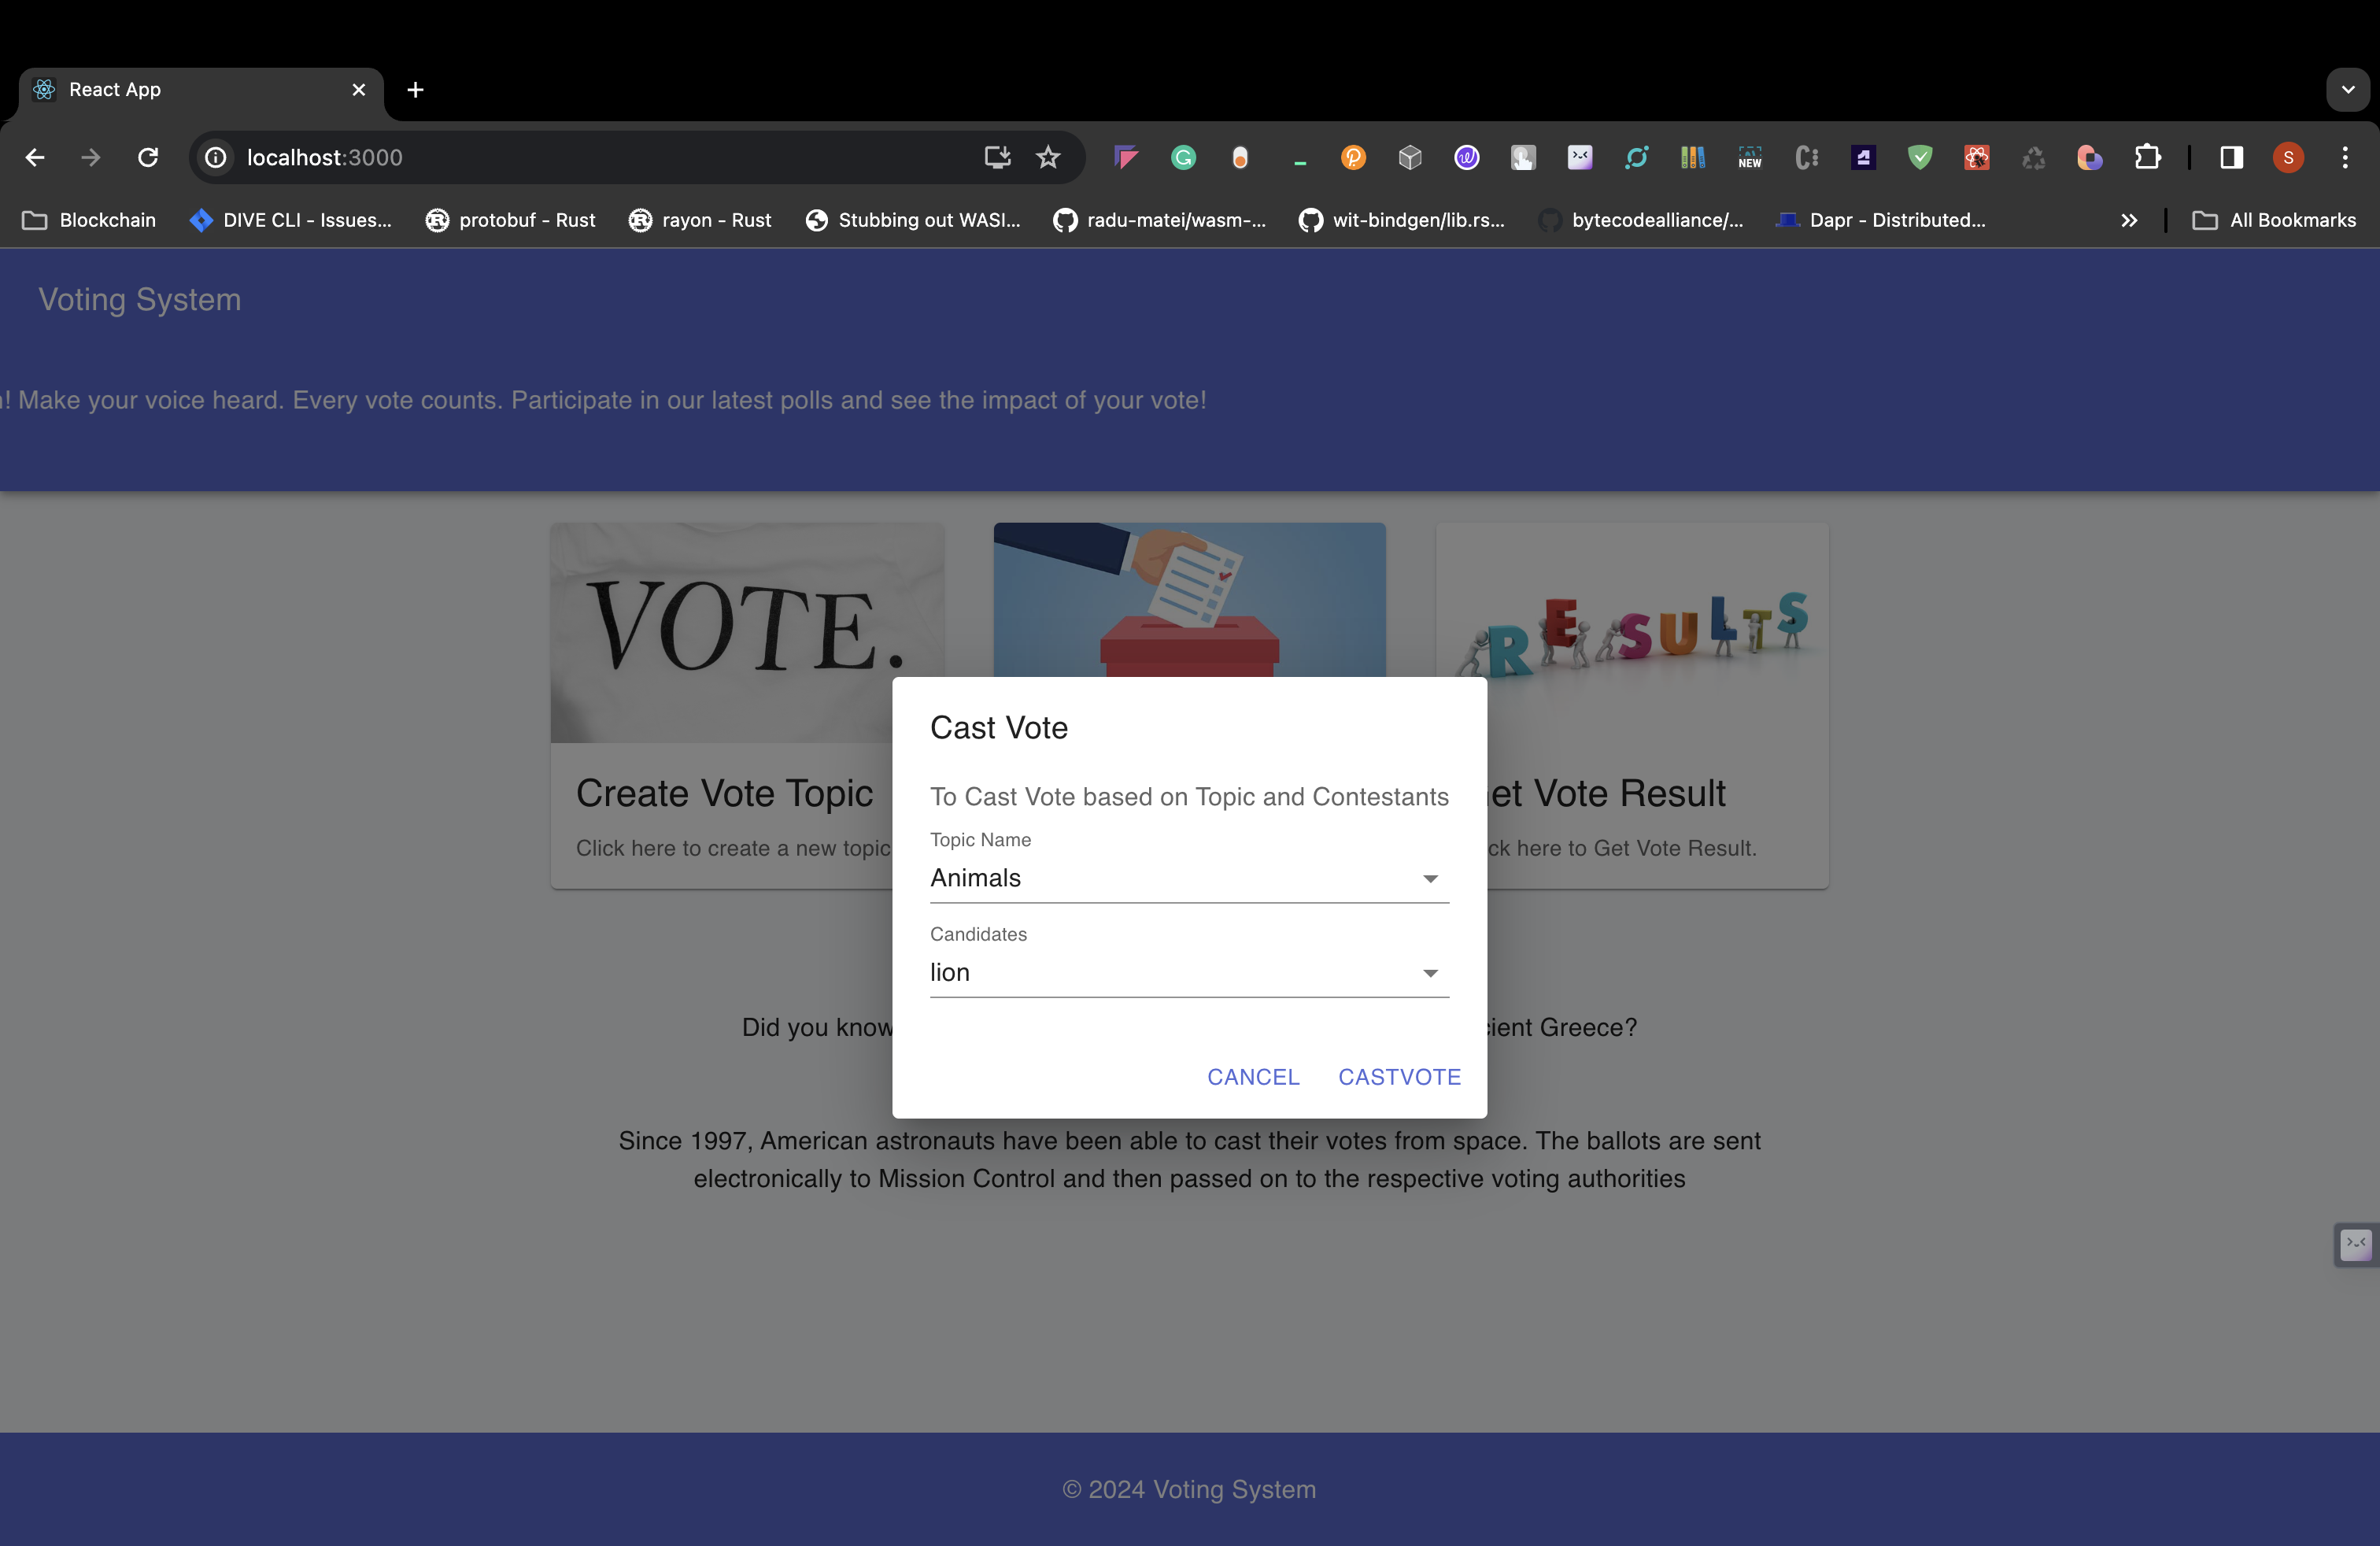 React App
localhost:3000
NEW
S
Blockchain
DIVE CLI - Issues...
protobuf - Rust
rayon - Rust
Stubbing out WASI...
radu-matei/wasm-...
wit-bindgen/lib.rs...
bytecodealliance/...
Dapr - Distributed...
All Bookmarks
Voting System
! Make your voice heard. Every vote counts. Participate in our latest polls and see the impact of your vote!
VOTE.
RESULTS
Create Vote Topic
Click here to create a new topic
et Vote Result
ck here to Get Vote Result.
Cast Vote
To Cast Vote based on Topic and Contestants
Topic Name
Animals
Candidates
lion
CANCEL
CASTVOTE
Did you know
cient Greece?
Since 1997, American astronauts have been able to cast their votes from space. The ballots are sent
electronically to Mission Control and then passed on to the respective voting authorities
© 2024 Voting System